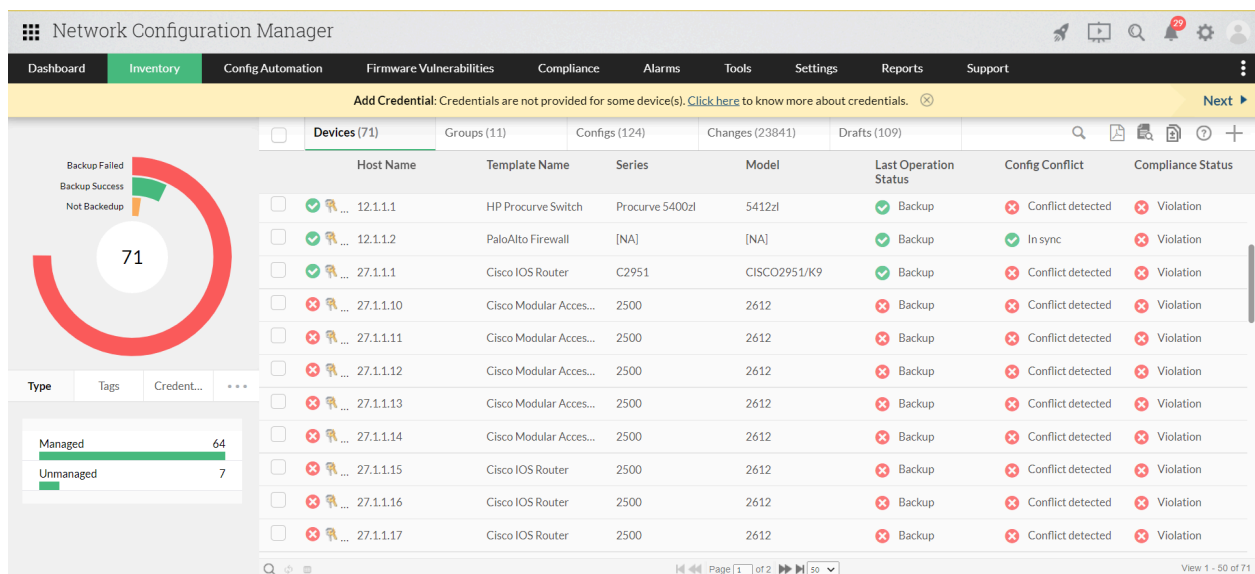 Network Configuration Manager
29
Dashboard Inventory Config Automation Firmware Vulnerabilities Compliance Alarms Tools Settings Reports Support
Add Credential: Credentials are not provided for some device(s). Click here to know more about credentials. Next
Backup Failed
Backup Success
Not Backedup
71
Type Tags Credent...
Managed 64
Unmanaged 7
Devices (71) Groups (11) Configs (124) Changes (23841) Drafts (109)
Host Name Template Name Series Model Last Operation Status Config Conflict Compliance Status
... 12.1.1.1 HP Procurve Switch Procurve 5400zl 5412zl Backup Conflict detected Violation
... 12.1.1.2 PaloAlto Firewall [NA] [NA] Backup In sync Violation
... 27.1.1.1 Cisco IOS Router C2951 CISCO2951/K9 Backup Conflict detected Violation
... 27.1.1.10 Cisco Modular Acces... 2500 2612 Backup Conflict detected Violation
... 27.1.1.11 Cisco Modular Acces... 2500 2612 Backup Conflict detected Violation
... 27.1.1.12 Cisco Modular Acces... 2500 2612 Backup Conflict detected Violation
... 27.1.1.13 Cisco Modular Acces... 2500 2612 Backup Conflict detected Violation
... 27.1.1.14 Cisco Modular Acces... 2500 2612 Backup Conflict detected Violation
... 27.1.1.15 Cisco IOS Router 2500 2612 Backup Conflict detected Violation
... 27.1.1.16 Cisco IOS Router 2500 2612 Backup Conflict detected Violation
... 27.1.1.17 Cisco IOS Router 2500 2612 Backup Conflict detected Violation
Page 1 of 2 50 View 1 - 50 of 71